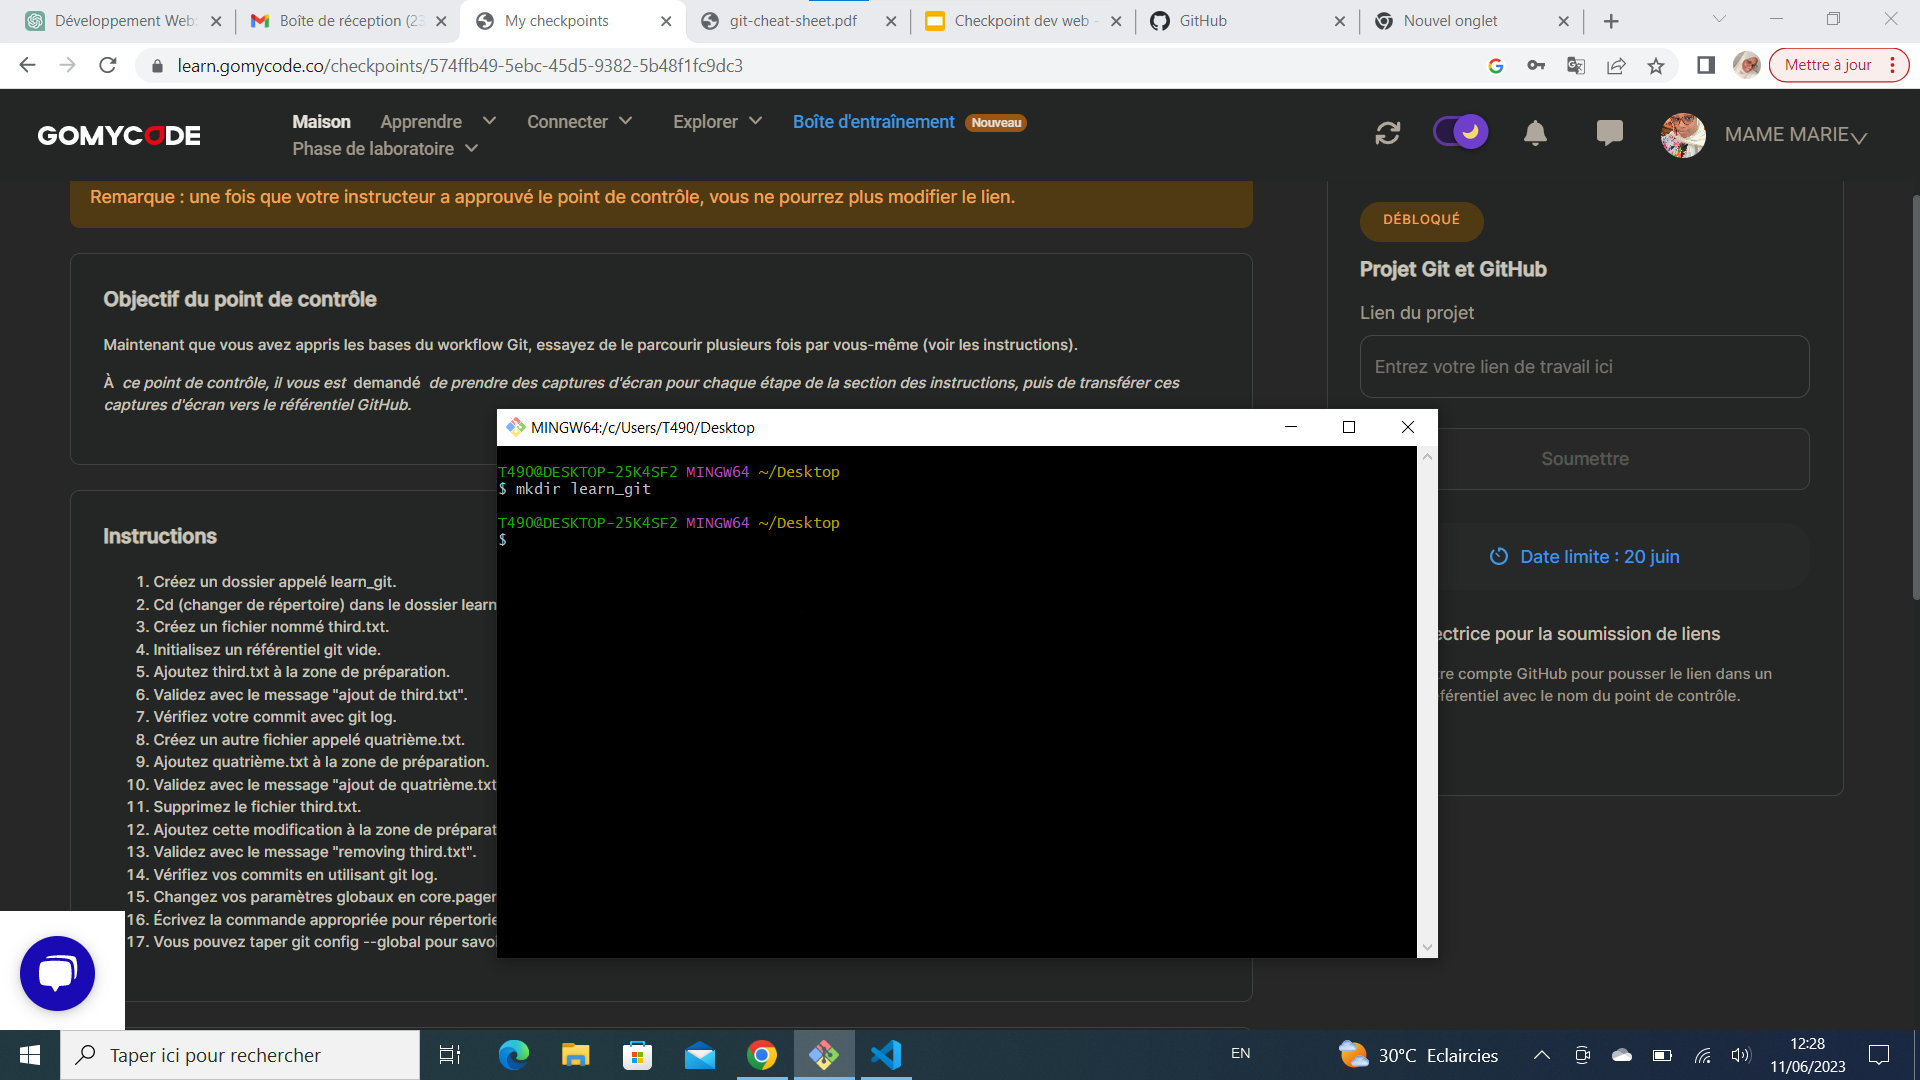 Développement Web:
Boîte de réception (23
My checkpoints
git-cheat-sheet.pdf
Checkpoint dev web -
GitHub
Nouvel onglet
learn.gomycode.co/checkpoints/574ffb49-5ebc-45d5-9382-5b48f1fc9dc3
Mettre à jour
GOMYCODE
Maison
Apprendre
Connecter
Explorer
Boîte d'entraînement
Nouveau
Phase de laboratoire
MAME MARIE
Remarque : une fois que votre instructeur a approuvé le point de contrôle, vous ne pourrez plus modifier le lien.
Objectif du point de contrôle
Maintenant que vous avez appris les bases du workflow Git, essayez de le parcourir plusieurs fois par vous-même (voir les instructions).
À ce point de contrôle, il vous est demandé de prendre des captures d'écran pour chaque étape de la section des instructions, puis de transférer ces
captures d'écran vers le référentiel GitHub.
Instructions
1. Créez un dossier appelé learn_git.
2. Cd (changer de répertoire) dans le dossier learn
3. Créez un fichier nommé third.txt.
4. Initialisez un référentiel git vide.
5. Ajoutez third.txt à la zone de préparation.
6. Validez avec le message "ajout de third.txt".
7. Vérifiez votre commit avec git log.
8. Créez un autre fichier appelé quatrième.txt.
9. Ajoutez quatrième.txt à la zone de préparation.
10. Validez avec le message "ajout de quatrième.txt
11. Supprimez le fichier third.txt.
12. Ajoutez cette modification à la zone de préparat
13. Validez avec le message "removing third.txt".
14. Vérifiez vos commits en utilisant git log.
15. Changez vos paramètres globaux en core.pager
16. Écrivez la commande appropriée pour répertorie
17. Vous pouvez taper git config --global pour savoi
MINGW64:/c/Users/T490/Desktop
T490@DESKTOP-25K4SF2 MINGW64 ~/Desktop
$ mkdir learn_git
T490@DESKTOP-25K4SF2 MINGW64 ~/Desktop
$
DÉBLOQUÉ
Projet Git et GitHub
Lien du projet
Entrez votre lien de travail ici
Soumettre
Date limite : 20 juin
ectrice pour la soumission de liens
re compte GitHub pour pousser le lien dans un
férentiel avec le nom du point de contrôle.
Taper ici pour rechercher
EN
30°C Eclaircies
12:28
11/06/2023